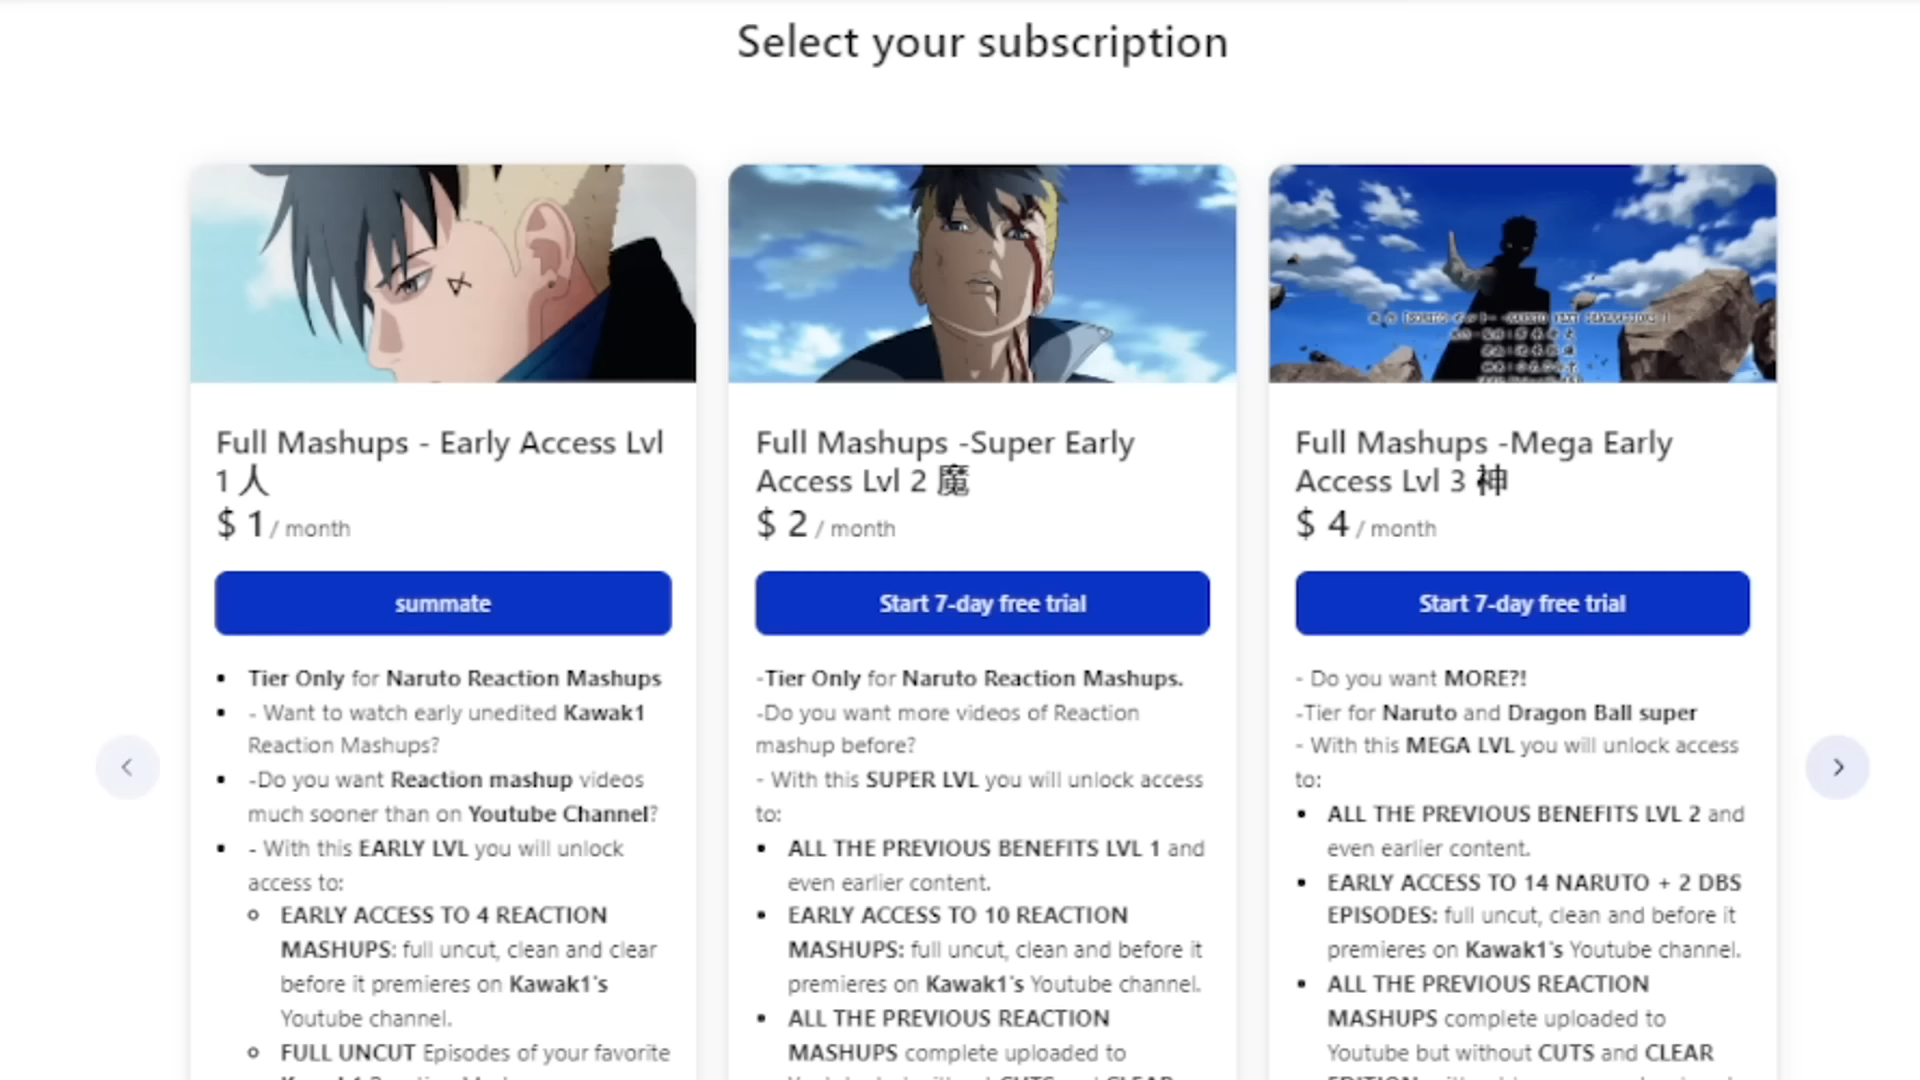 Select your subscription
Full Mashups - Early Access Lvl
1 人
$ 1 / month
summate
• Tier Only for Naruto Reaction Mashups
• - Want to watch early unedited Kawak1
Reaction Mashups?
• -Do you want Reaction mashup videos
much sooner than on Youtube Channel?
• - With this EARLY LVL you will unlock
access to:
EARLY ACCESS TO 4 REACTION
MASHUPS: full uncut, clean and clear
before it premieres on Kawak1's
Youtube channel.
FULL UNCUT Episodes of your favorite
Full Mashups -Super Early
Access Lvl 2 魔
$ 2 / month
Start 7-day free trial
-Tier Only for Naruto Reaction Mashups.
-Do you want more videos of Reaction
mashup before?
- With this SUPER LVL you will unlock access
to:
• ALL THE PREVIOUS BENEFITS LVL 1 and
even earlier content.
• EARLY ACCESS TO 10 REACTION
MASHUPS: full uncut, clean and before it
premieres on Kawak1's Youtube channel.
• ALL THE PREVIOUS REACTION
MASHUPS complete uploaded to
Full Mashups -Mega Early
Access Lvl 3 神
$ 4 / month
Start 7-day free trial
- Do you want MORE?!
-Tier for Naruto and Dragon Ball super
- With this MEGA LVL you will unlock access
to:
• ALL THE PREVIOUS BENEFITS LVL 2 and
even earlier content.
• EARLY ACCESS TO 14 NARUTO + 2 DBS
EPISODES: full uncut, clean and before it
premieres on Kawak1's Youtube channel.
• ALL THE PREVIOUS REACTION
MASHUPS complete uploaded to
Youtube but without CUTS and CLEAR